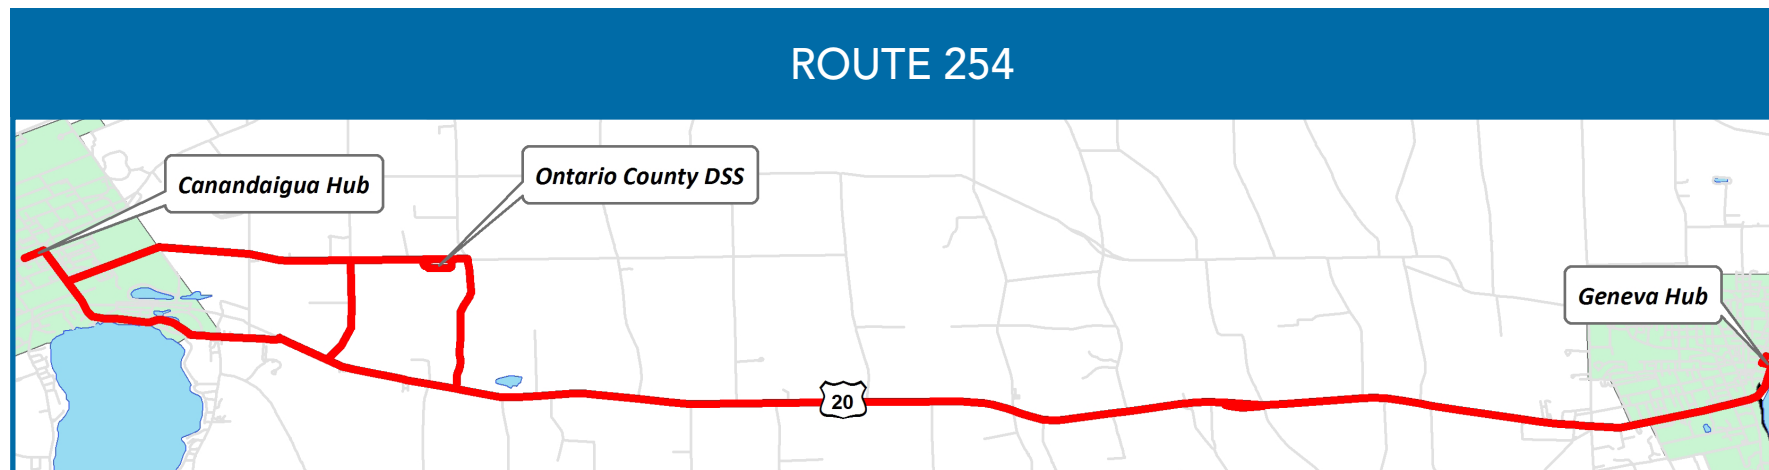 ROUTE 254
Canandaigua Hub
Ontario County DSS
Geneva Hub
20